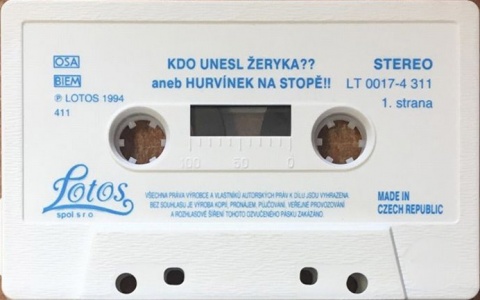 OSA
BIEM
KDO UNESL ŽERYKA??
aneb HURVÍNEK NA STOPĚ!!
STEREO
LT 0017-4 311
℗ LOTOS 1994
1. strana
411
100 50 0
Lotos
spol s r.o
VŠECHNA PRÁVA VÝROBCE A VLASTNÍKŮ AUTORSKÝCH PRÁV K DÍLU JSOU VYHRAZENA
BEZ SOUHLASU JE VÝROBA KOPIÍ, PRONÁJEM, PŮJČOVÁNÍ, VEŘEJNÉ PROVOZOVÁNÍ
A ROZHLASOVÉ ŠÍŘENÍ TOHOTO OZVUČENÉHO PÁSKU ZAKÁZÁNO.
MADE IN
CZECH REPUBLIC